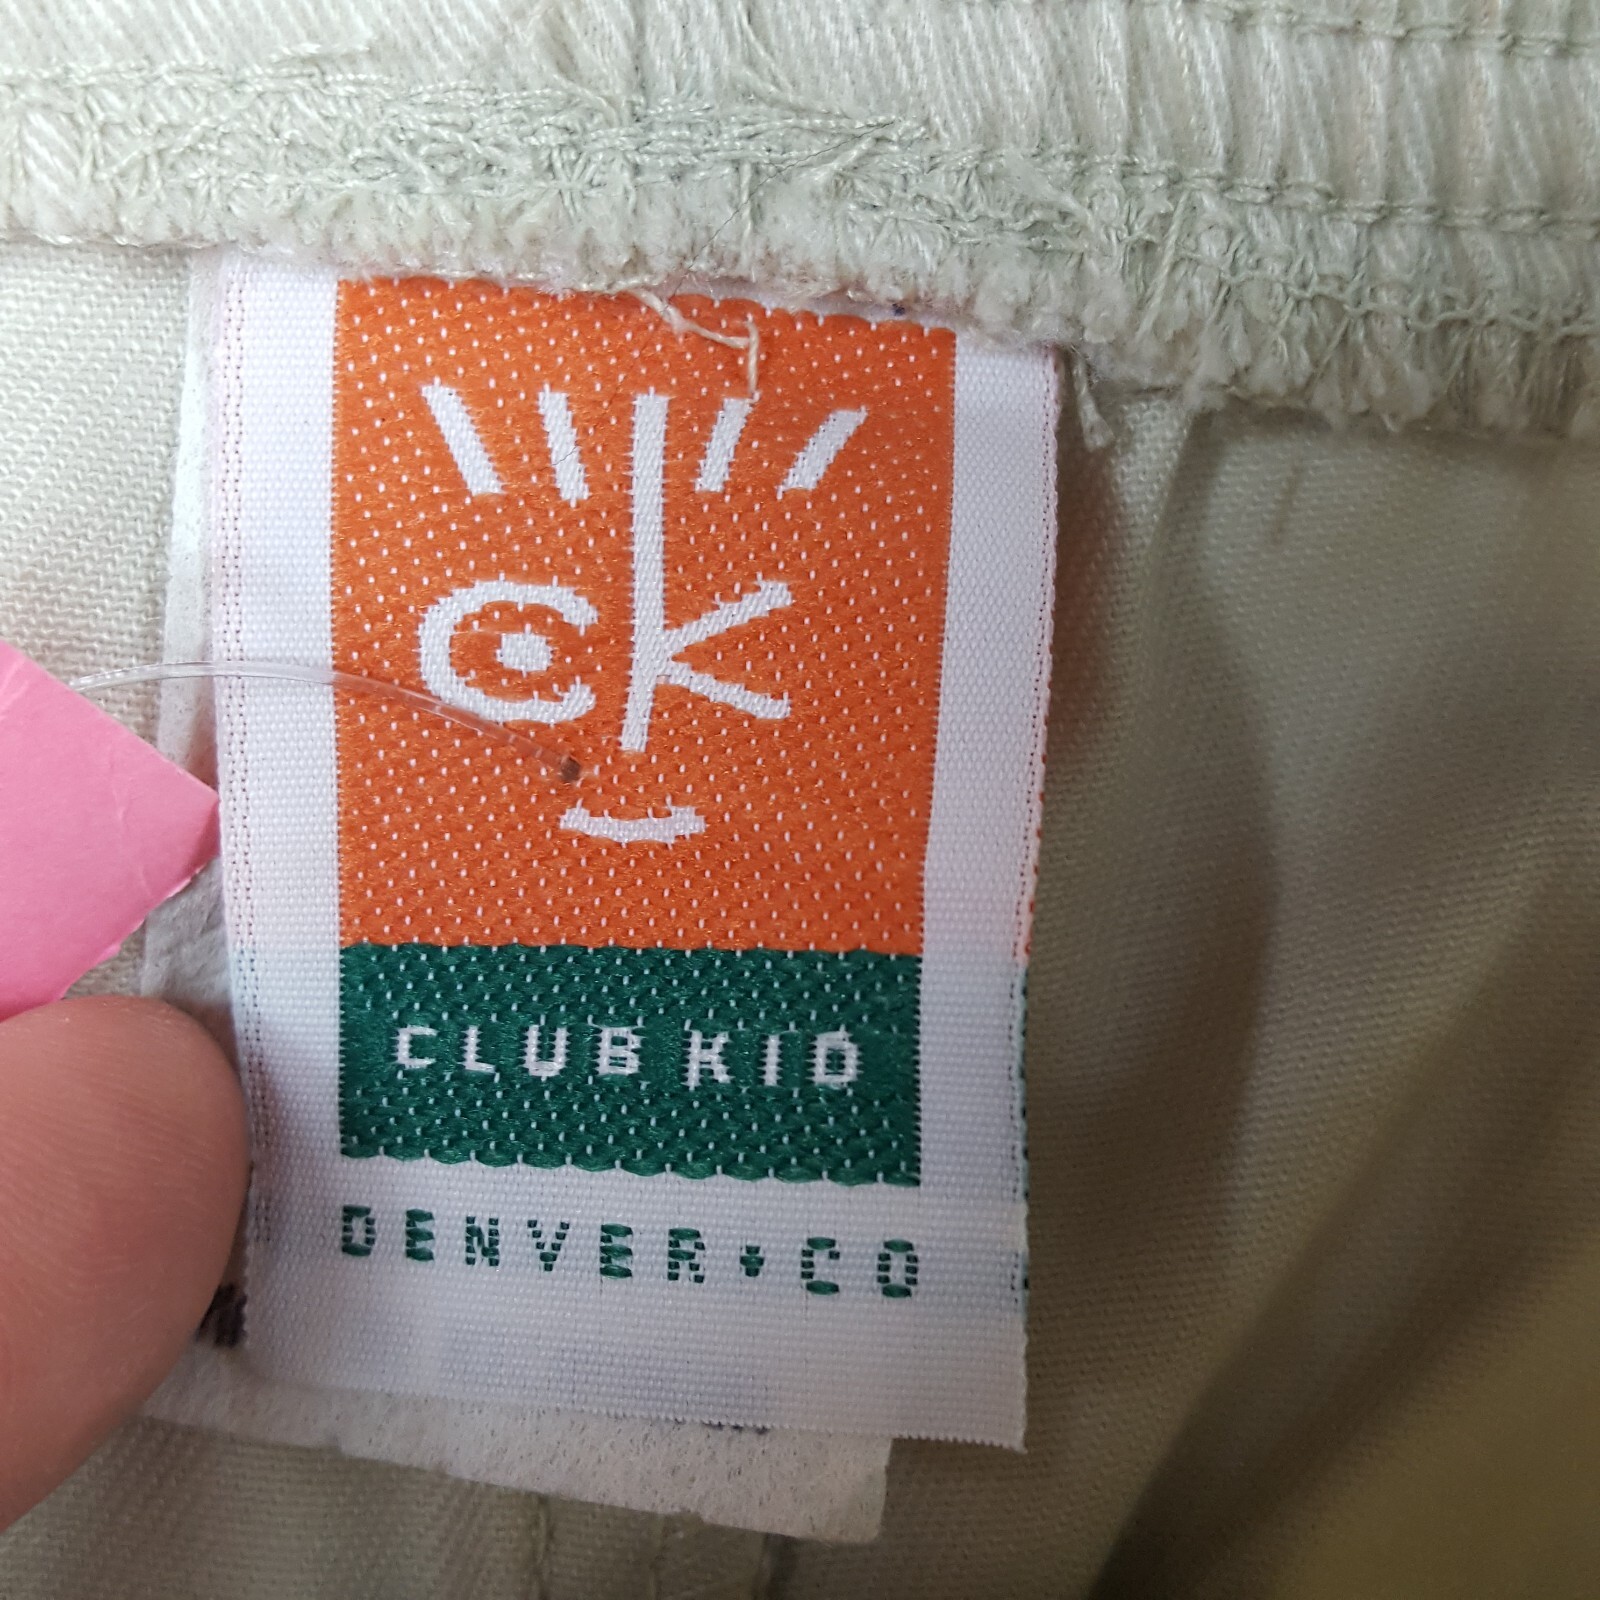 CK
CLUB KID
DENVER • CO